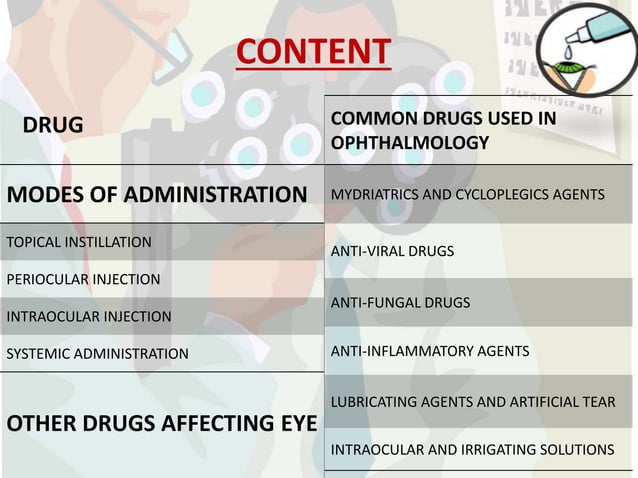 CONTENT
DRUG
MODES OF ADMINISTRATION
TOPICAL INSTILLATION
PERIOCULAR INJECTION
INTRAOCULAR INJECTION
SYSTEMIC ADMINISTRATION
OTHER DRUGS AFFECTING EYE
COMMON DRUGS USED IN
OPHTHALMOLOGY
MYDRIATRICS AND CYCLOPLEGICS AGENTS
ANTI-VIRAL DRUGS
ANTI-FUNGAL DRUGS
ANTI-INFLAMMATORY AGENTS
LUBRICATING AGENTS AND ARTIFICIAL TEAR
INTRAOCULAR AND IRRIGATING SOLUTIONS